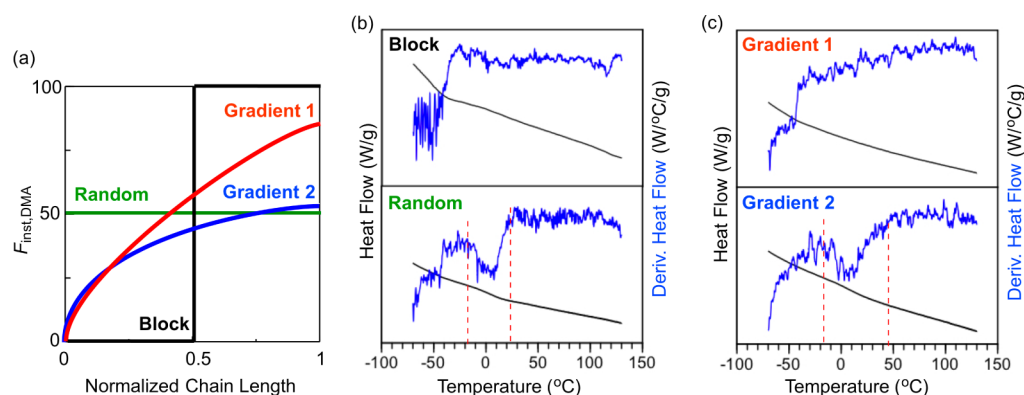 (a)
100
50
0
F inst,DMA
Gradient 1
Random
Gradient 2
Block
0 0.5 1
Normalized Chain Length
(b)
Block
Random
Heat Flow (W/g)
Deriv. Heat Flow (W/°C/g)
-100 -50 0 50 100 150
Temperature (°C)
(c)
Gradient 1
Gradient 2
Heat Flow (W/g)
Deriv. Heat Flow (W/°C/g)
-100 -50 0 50 100 150
Temperature (°C)